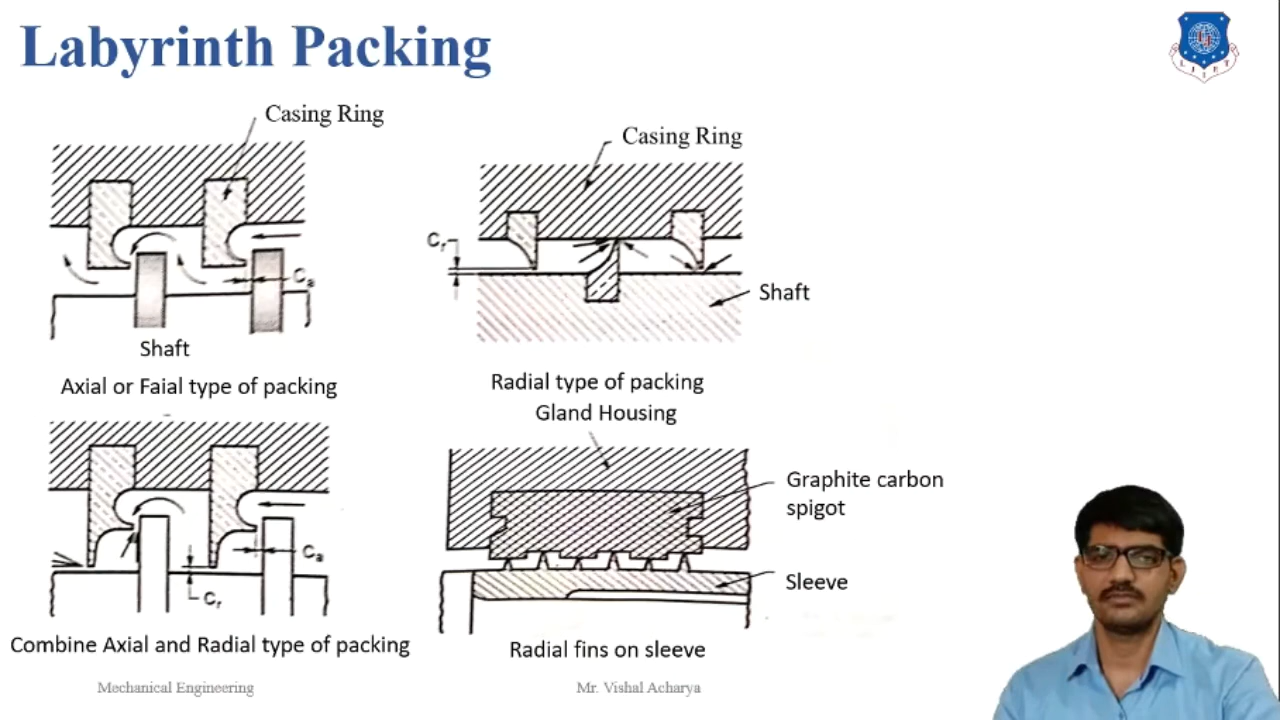 Labyrinth Packing
L J I E T
Casing Ring
Casing Ring
Cr
Ca
Shaft
Shaft
Axial or Faial type of packing
Radial type of packing
Gland Housing
Graphite carbon
spigot
Ca
Cr
Sleeve
Combine Axial and Radial type of packing
Radial fins on sleeve
Mechanical Engineering
Mr. Vishal Acharya